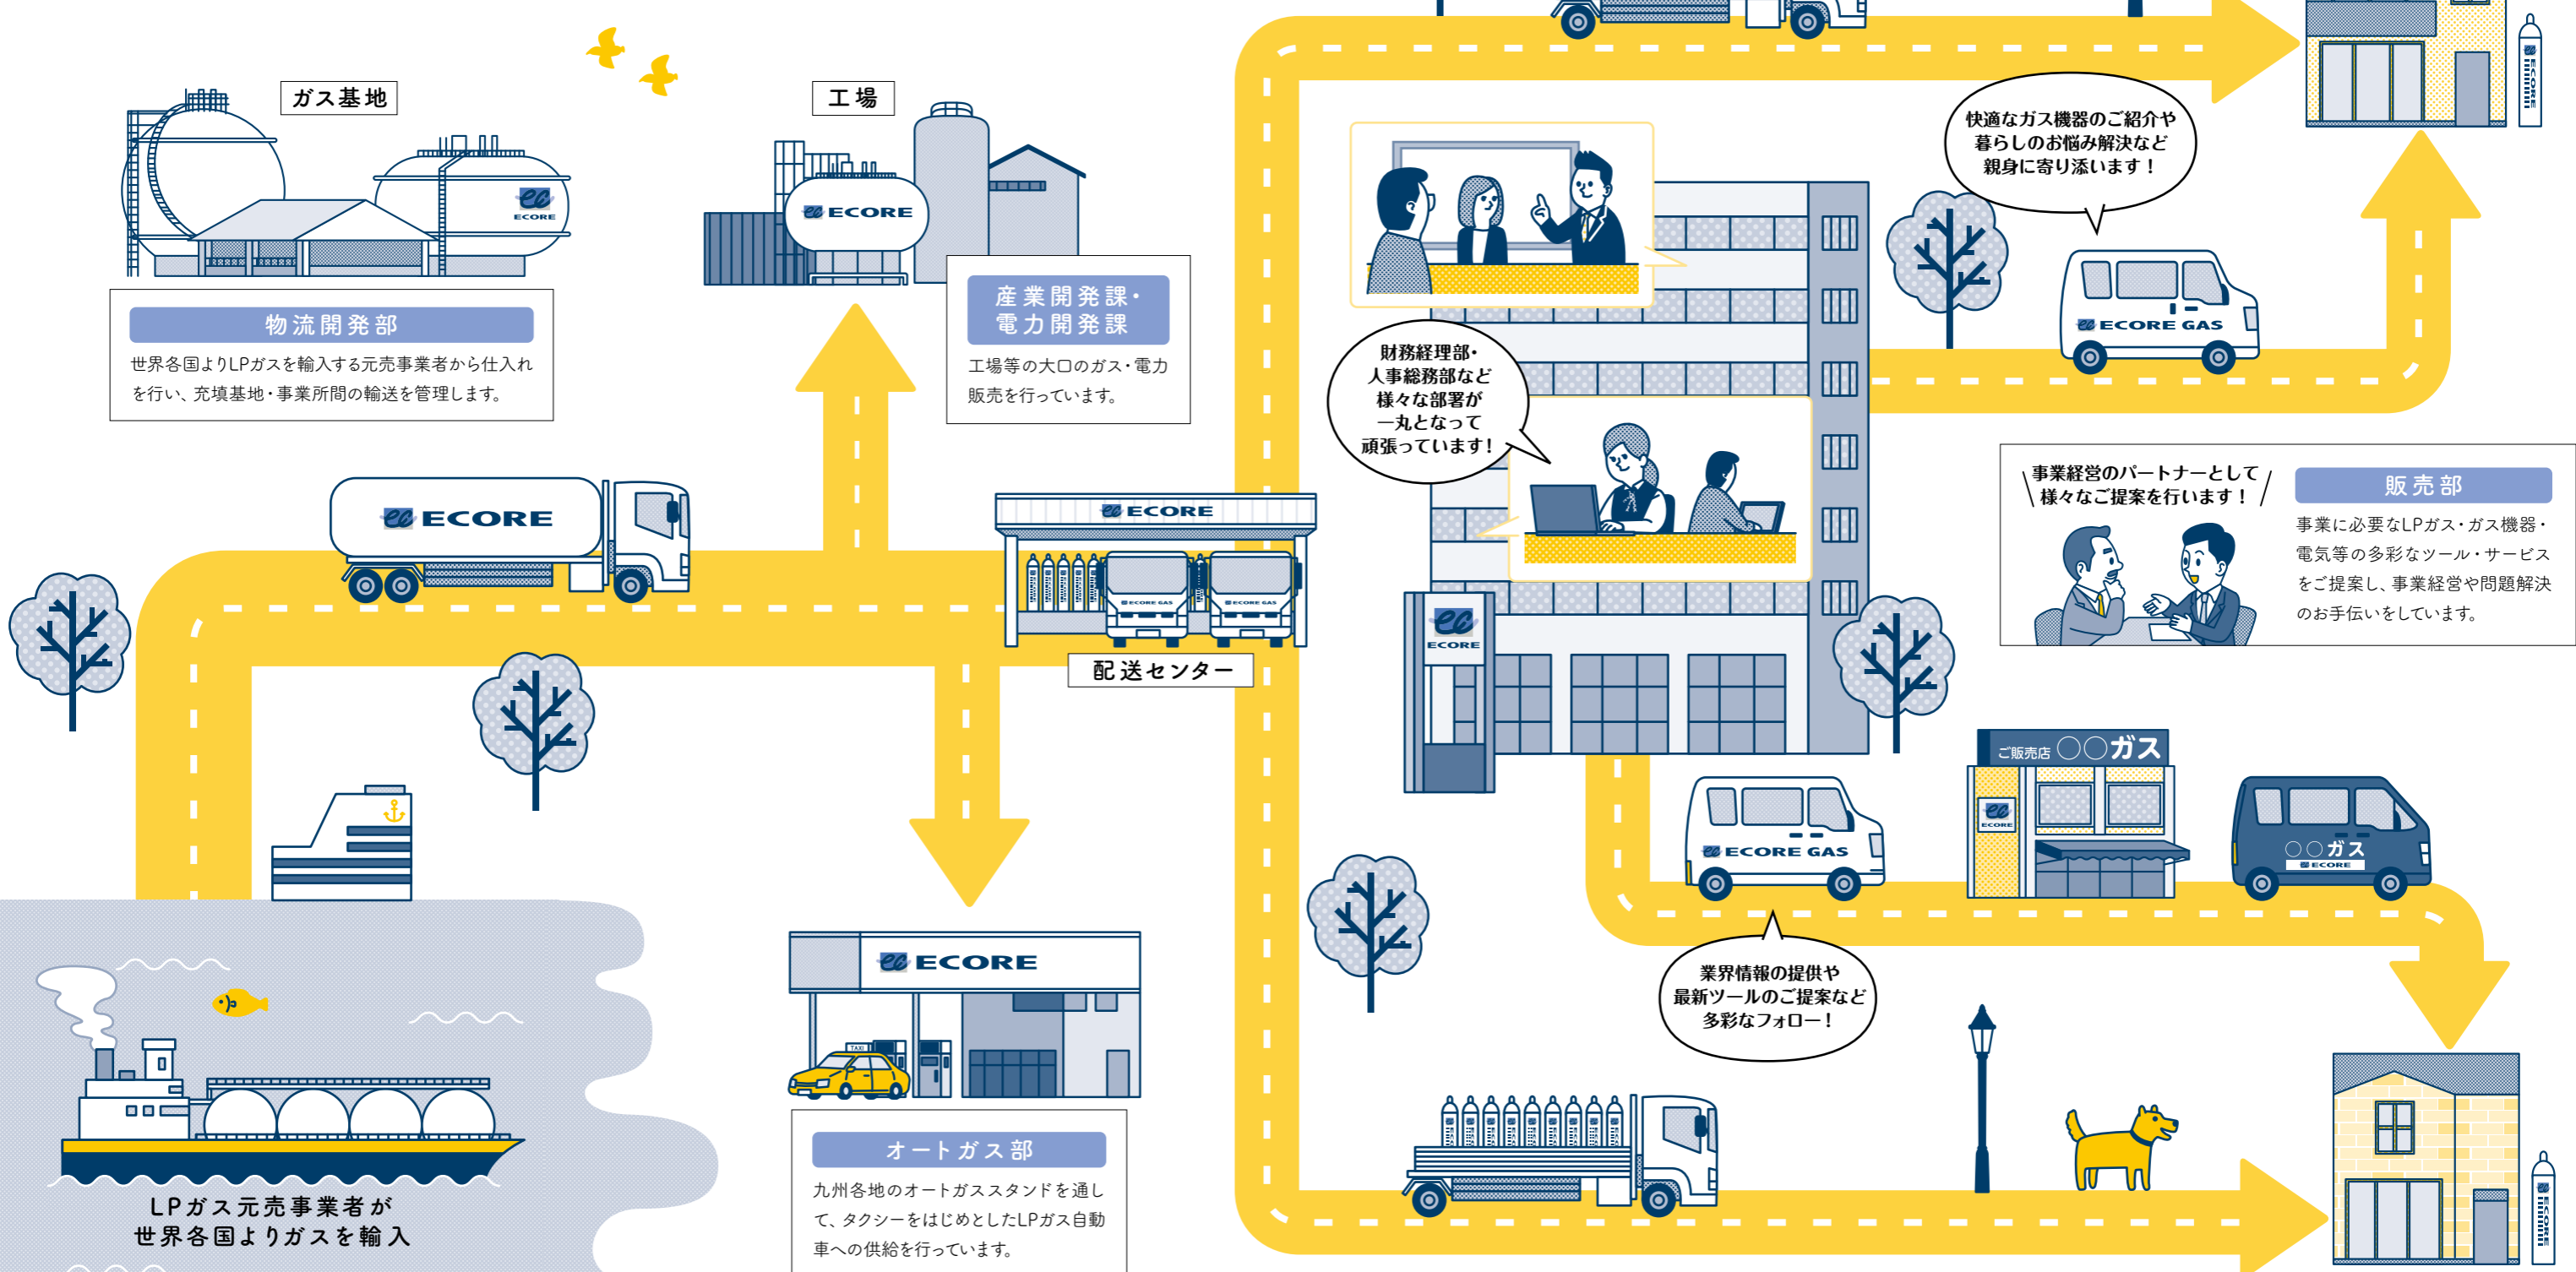 ガス基地
ECORE
物流開発部
世界各国よりLPガスを輸入する元売事業者から仕入れ
を行い、充填基地・事業所間の輸送を管理します。
工場
ECORE
産業開発課・
電力開発課
工場等の大口のガス・電力
販売を行っています。
ECORE
快適なガス機器のご紹介や
暮らしのお悩み解決など
親身に寄り添います！
ECORE GAS
財務経理部・
人事総務部など
様々な部署が
一丸となって
頑張っています！
ECORE
ECORE
ECORE GAS
ECORE GAS
配送センター
ECORE
事業経営のパートナーとして
様々なご提案を行います！
販売部
事業に必要なLPガス・ガス機器・
電気等の多彩なツール・サービス
をご提案し、事業経営や問題解決
のお手伝いをしています。
ECORE GAS
ご販売店 〇〇ガス
ECORE
〇〇ガス
ECORE
業界情報の提供や
最新ツールのご提案など
多彩なフォロー！
ECORE
TAXI
オートガス部
九州各地のオートガススタンドを通し
て、タクシーをはじめとしたLPガス自動
車への供給を行っています。
LPガス元売事業者が
世界各国よりガスを輸入
ECORE